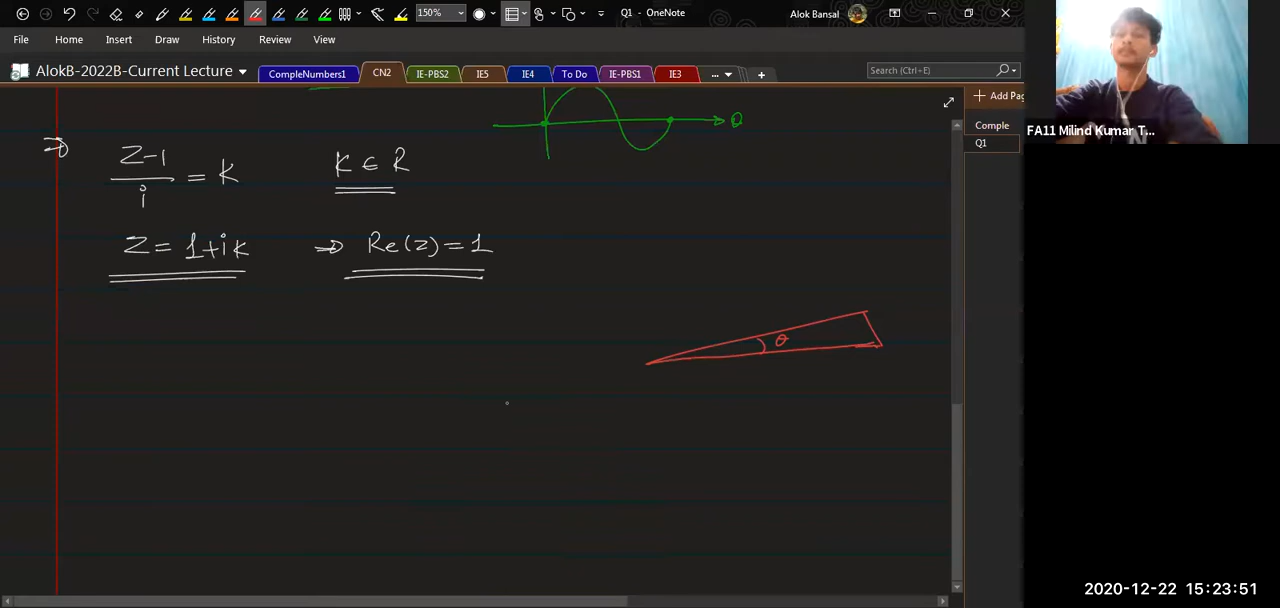 150%
Q1 - OneNote
Alok Bansal
File Home Insert Draw History Review View
AlokB-2022B-Current Lecture
CompleNumbers1 CN2 IE-PBS2 IE5 IE4 To Do IE-PBS1 IE3 ...
Search (Ctrl+E)
Add Pag
Comple
Q1
FA11 Milind Kumar T...
θ
⇒ Z-1/i = K K ∈ R
Z = 1+iK ⇒ Re(z) = 1
θ
2020-12-22 15:23:51